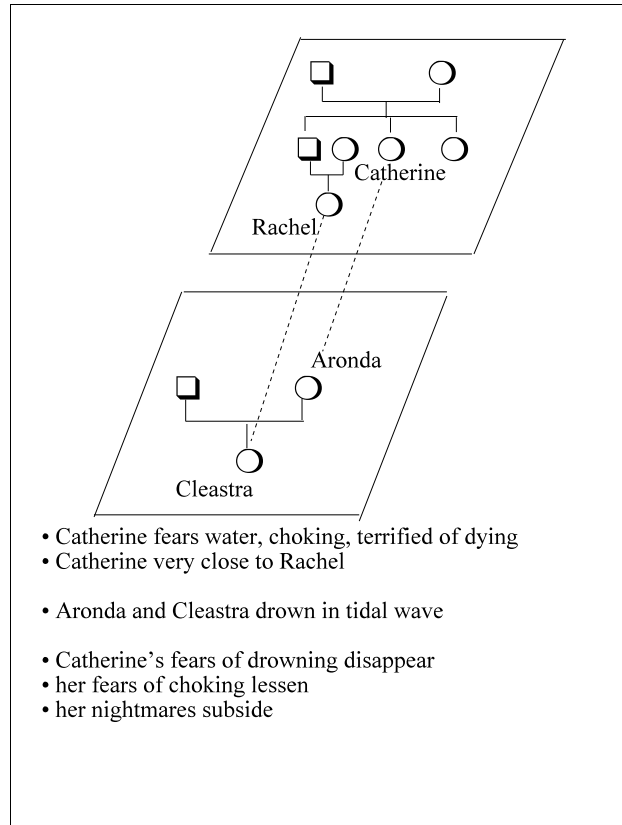 Catherine
Rachel
Aronda
Cleastra
• Catherine fears water, choking, terrified of dying
• Catherine very close to Rachel
• Aronda and Cleastra drown in tidal wave
• Catherine’s fears of drowning disappear
• her fears of choking lessen
• her nightmares subside